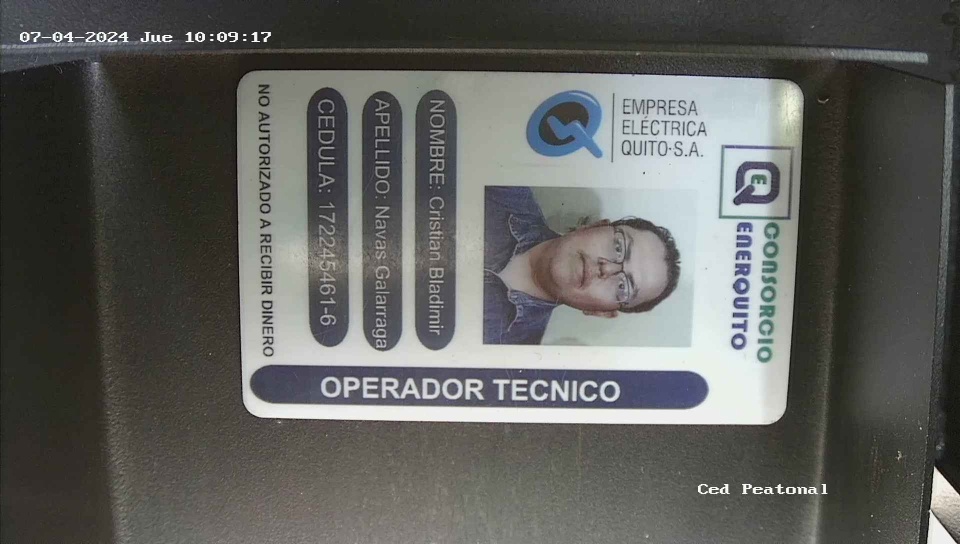 07-04-2024 Jue 10:09:17
EMPRESA
ELÉCTRICA
QUITO·S.A.
QE
CONSORCIO
ENERQUITO
NOMBRE: Cristian Bladimir
APELLIDO: Navas Galarraga
CEDULA: 172245461-6
NO AUTORIZADO A RECIBIR DINERO
OPERADOR TECNICO
Ced Peatonal